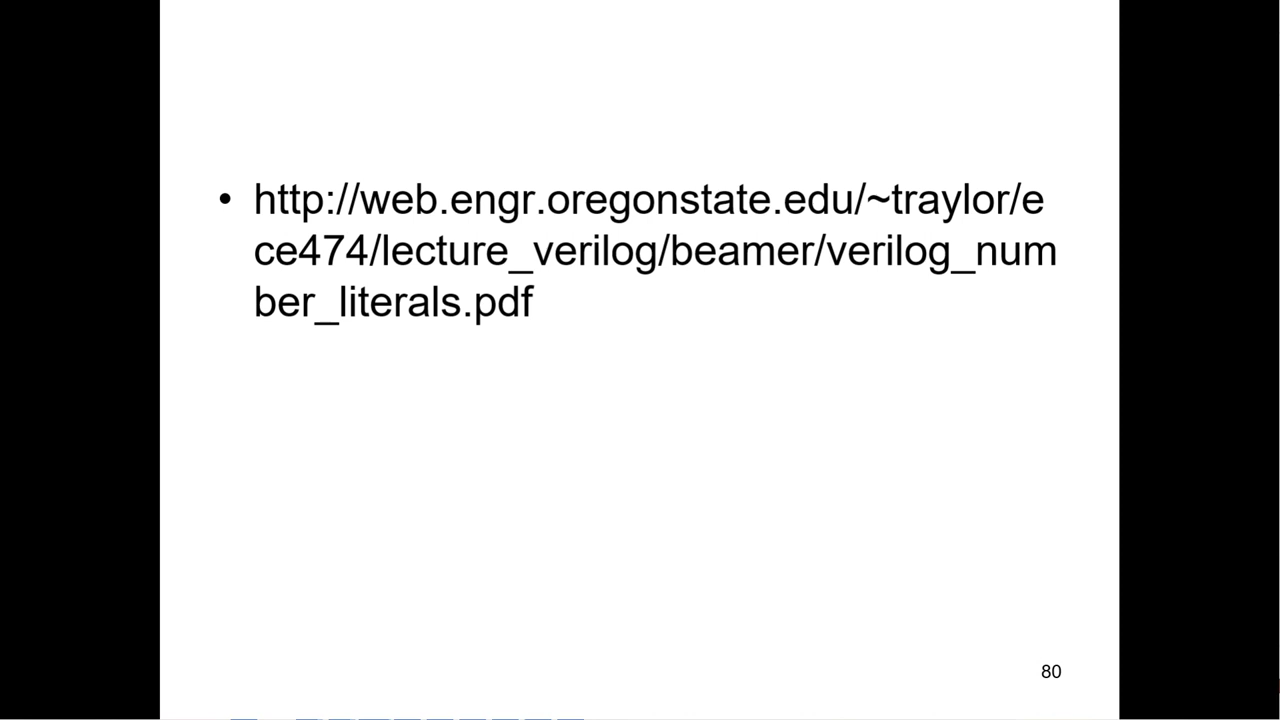 • http://web.engr.oregonstate.edu/~traylor/e
ce474/lecture_verilog/beamer/verilog_num
ber_literals.pdf
80